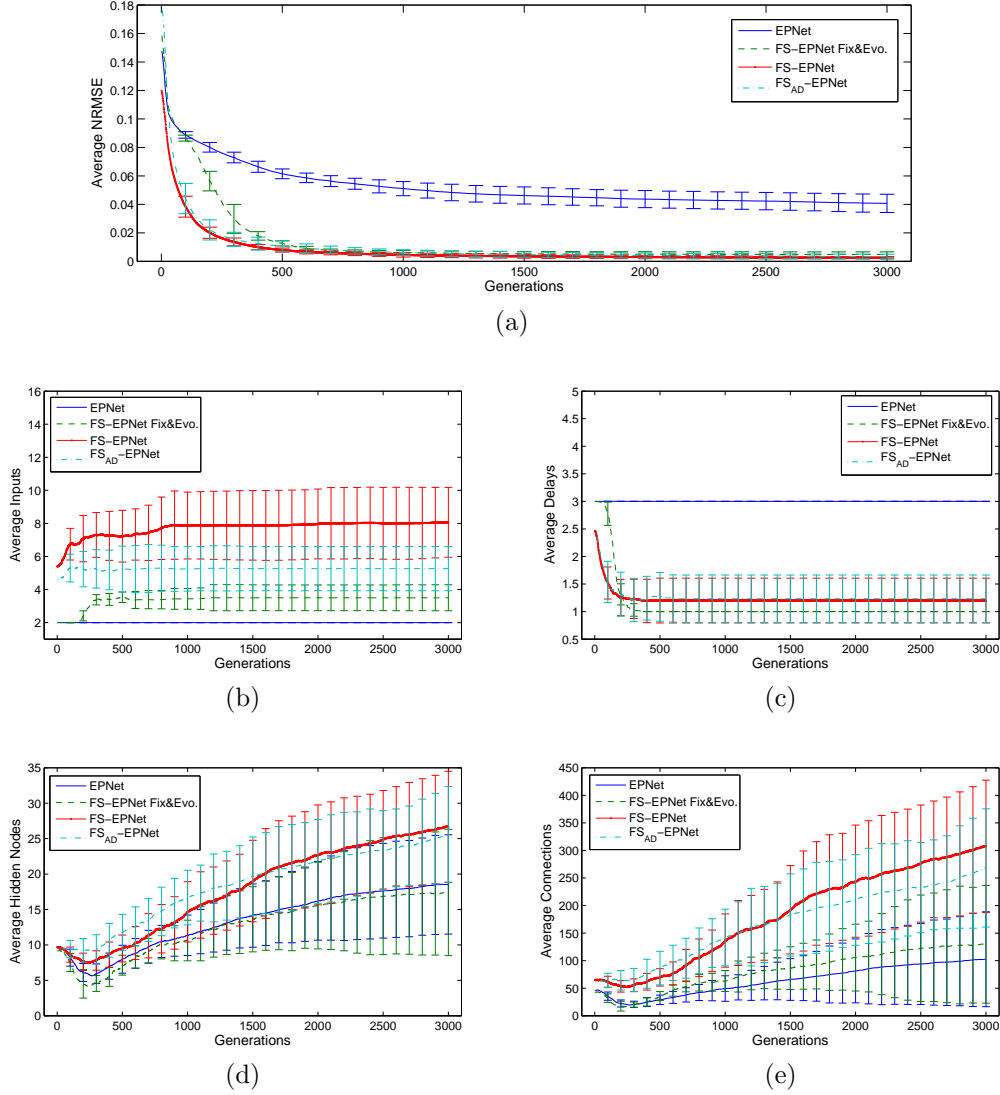 0.18
0.16
0.14
0.12
0.1
0.08
0.06
0.04
0.02
0
Average NRMSE
EPNet
FS−EPNet Fix&Evo.
FS−EPNet
FS_AD−EPNet
0 500 1000 1500 2000 2500 3000
Generations
(a)
16
14
12
10
8
6
4
2
Average Inputs
EPNet
FS−EPNet Fix&Evo.
FS−EPNet
FS_AD−EPNet
0 500 1000 1500 2000 2500 3000
Generations
(b)
5
4.5
4
3.5
3
2.5
2
1.5
1
0.5
Average Delays
EPNet
FS−EPNet Fix&Evo.
FS−EPNet
FS_AD−EPNet
0 500 1000 1500 2000 2500 3000
Generations
(c)
35
30
25
20
15
10
5
0
Average Hidden Nodes
EPNet
FS−EPNet Fix&Evo.
FS−EPNet
FS_AD−EPNet
0 500 1000 1500 2000 2500 3000
Generations
(d)
450
400
350
300
250
200
150
100
50
0
Average Connections
EPNet
FS−EPNet Fix&Evo.
FS−EPNet
FS_AD−EPNet
0 500 1000 1500 2000 2500 3000
Generations
(e)